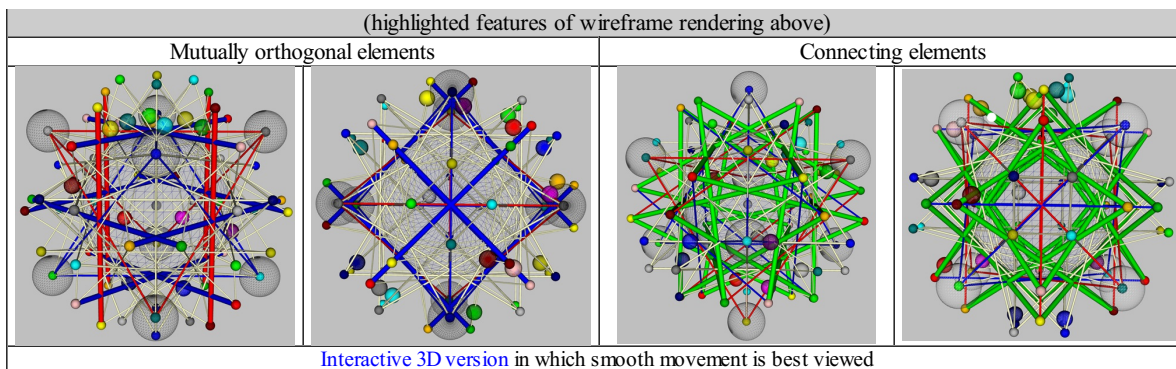 (highlighted features of wireframe rendering above)
Mutually orthogonal elements
Connecting elements
Interactive 3D version in which smooth movement is best viewed